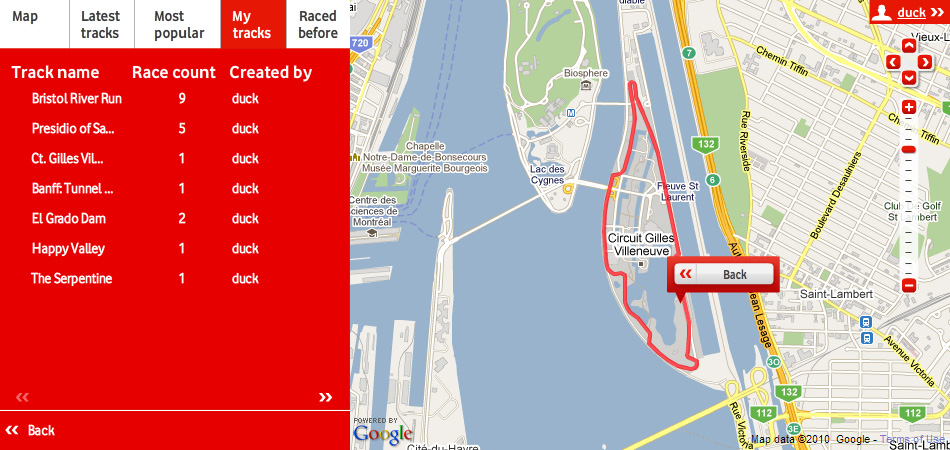 Map
Latest tracks
Most popular
My tracks
Raced before
Track name Race count Created by
Bristol River Run 9 duck
Presidio of Sa... 5 duck
Ct. Gilles Vil... 1 duck
Banff: Tunnel ... 1 duck
El Grado Dam 2 duck
Happy Valley 1 duck
The Serpentine 1 duck
Back
duck
720
diable
Vieux-L
7
Chemin Tiffin
Biosphere
M
Rue Riverside
Chemin Tiffin
132
Chapelle
Notre-Dame-de-Bonsecours
Musée Marguerite Bourgeois
Lac des
Cygnes
6
Fleuve St
Laurent
Boulevard Desaulniers
Centre des
sciences de
Montréal
Club de Golf
St-Lambert
Circuit Gilles
Villeneuve
Back
Jean Lesage
Saint-Lambert
Avenue Victoria
30
132
112
112
Rue Victoria
3E
POWERED BY
Google
Map data ©2010 Google - Terms of Use
Cité-du-Havre
Saint-Lamb